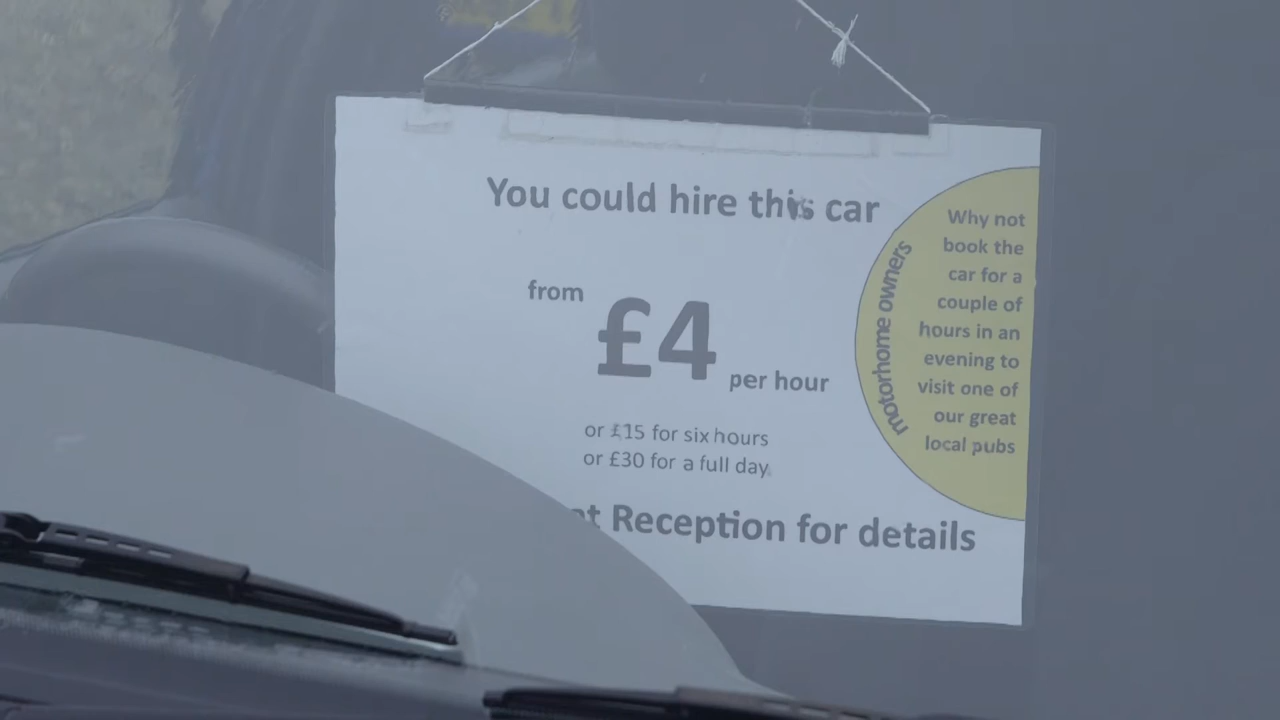 You could hire this car
from
£4
per hour
or £15 for six hours
or £30 for a full day
Reception for details
motorhome owners
Why not
book the
car for a
couple of
hours in an
evening to
visit one of
our great
local pubs